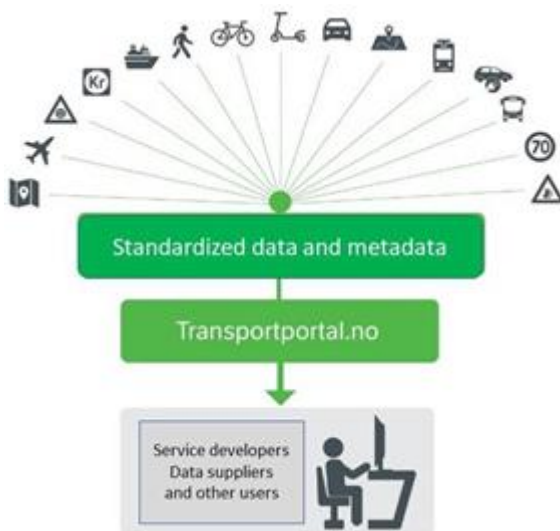 Kr
70
Standardized data and metadata
Transportportal.no
Service developers
Data suppliers
and other users